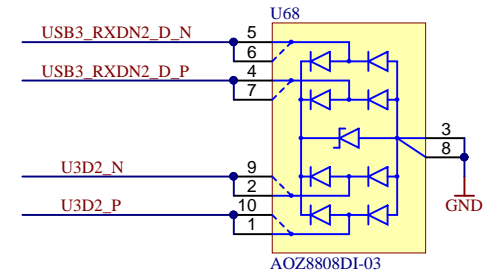 U68
USB3_RXDN2_D_N 5
6
USB3_RXDN2_D_P 4
7
3
8
U3D2_N 9
2
U3D2_P 10
1
GND
AOZ8808DI-03